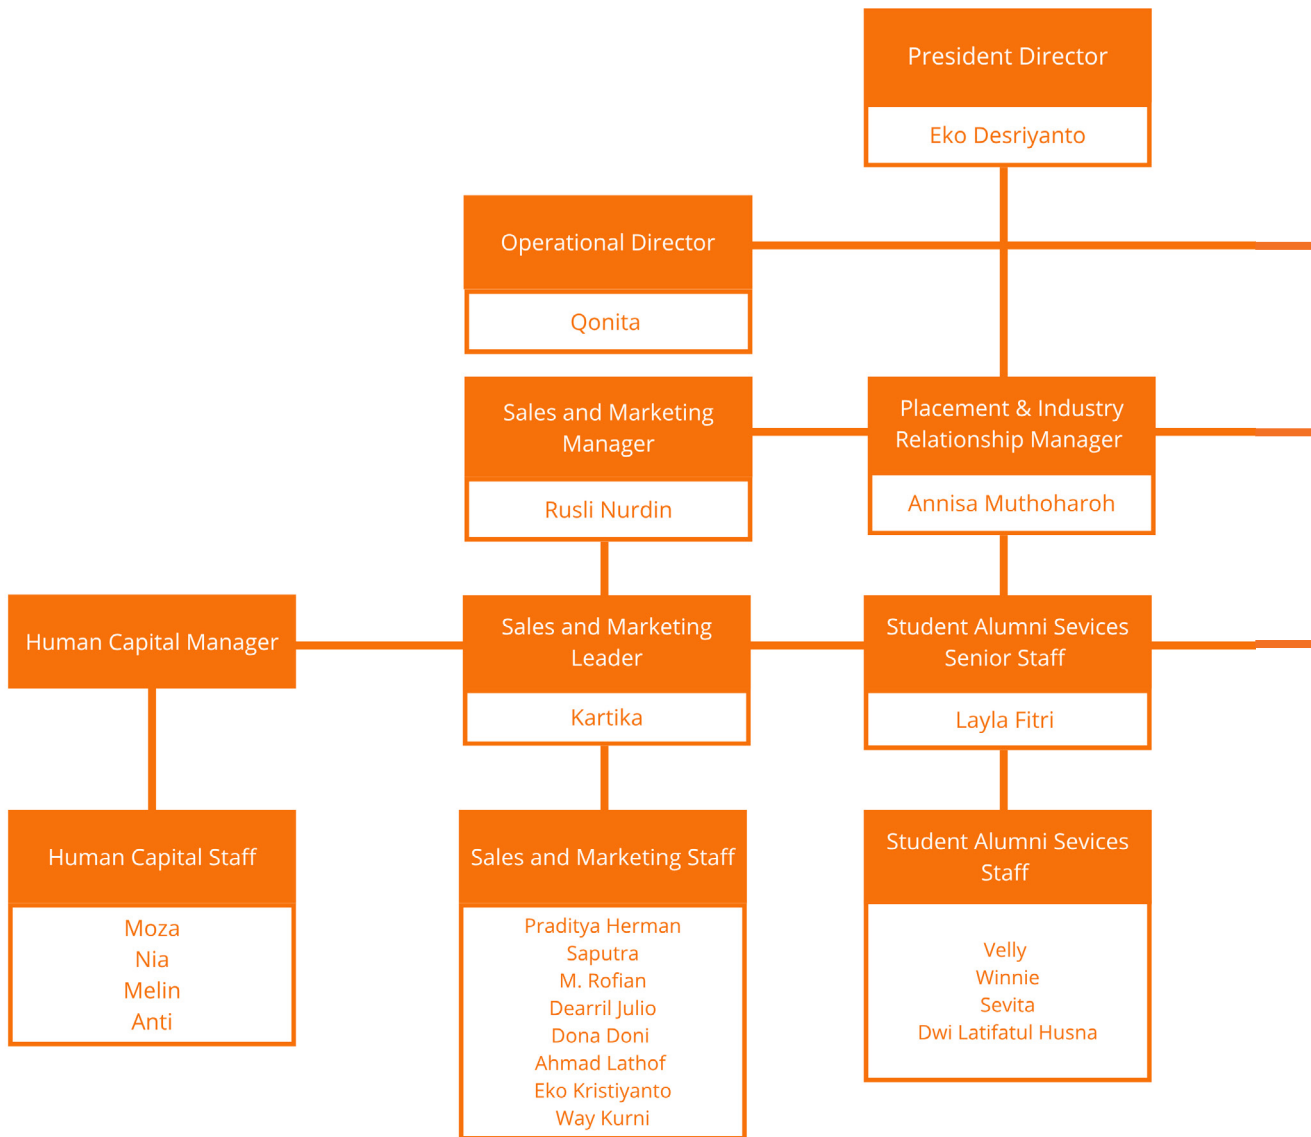 President Director
Eko Desriyanto
Operational Director
Qonita
Sales and Marketing
Manager
Rusli Nurdin
Placement & Industry
Relationship Manager
Annisa Muthoharoh
Human Capital Manager
Sales and Marketing
Leader
Kartika
Student Alumni Sevices
Senior Staff
Layla Fitri
Human Capital Staff
Moza
Nia
Melin
Anti
Sales and Marketing Staff
Praditya Herman
Saputra
M. Rofian
Dearril Julio
Dona Doni
Ahmad Lathof
Eko Kristiyanto
Way Kurni
Student Alumni Sevices
Staff
Velly
Winnie
Sevita
Dwi Latifatul Husna